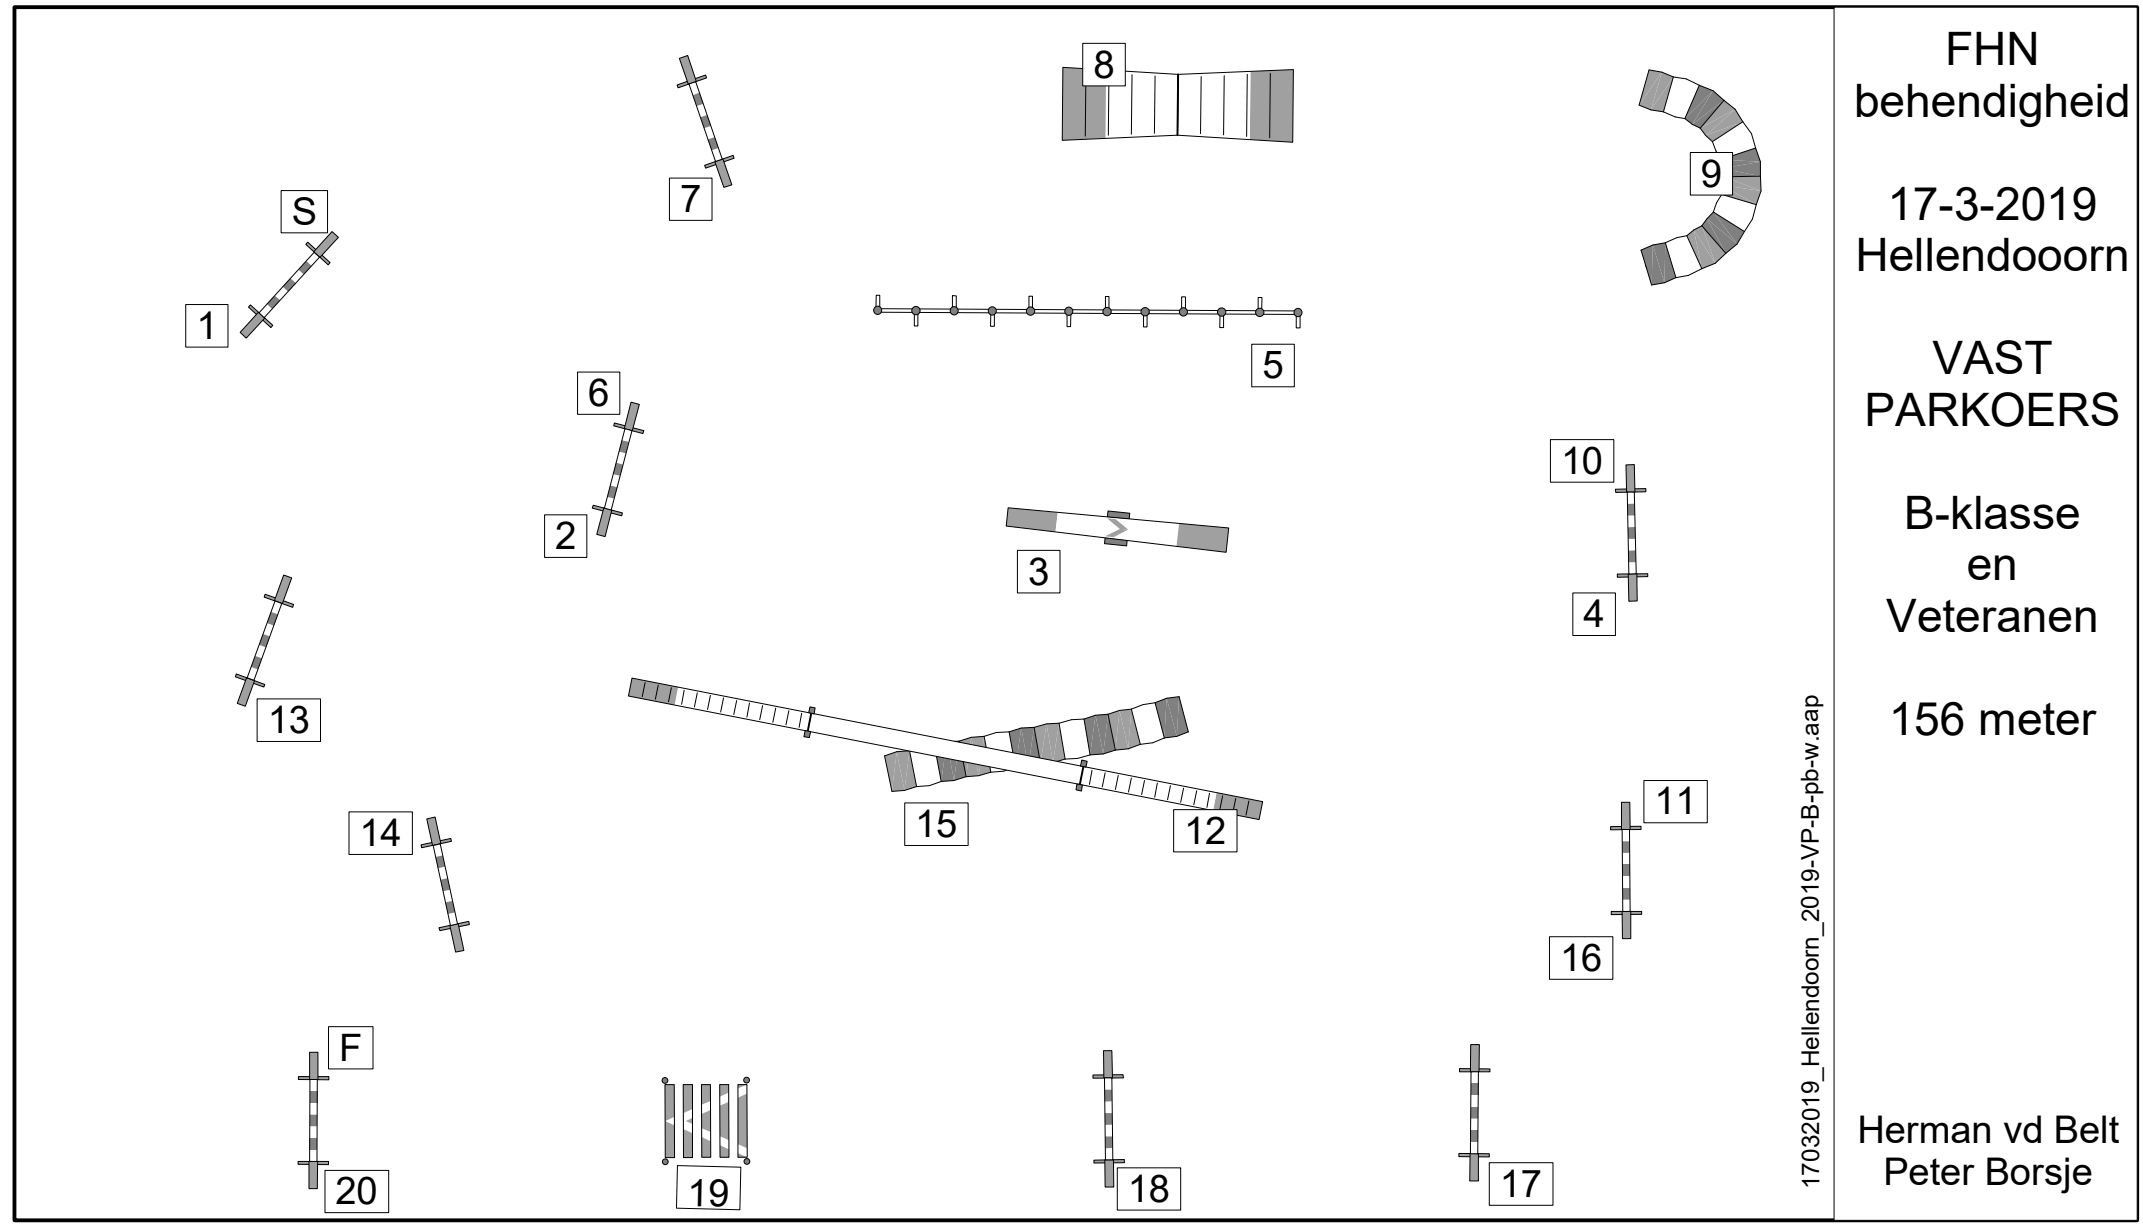 8
S
7
9
1
5
6
2
10
3
4
13
14
15
12
11
16
F
20
19
18
17
17032019_Hellendoorn_2019-VP-B-pb-w.aap
FHN
behendigheid
17-3-2019
Hellendooorn
VAST
PARKOERS
B-klasse
en
Veteranen
156 meter
Herman vd Belt
Peter Borsje